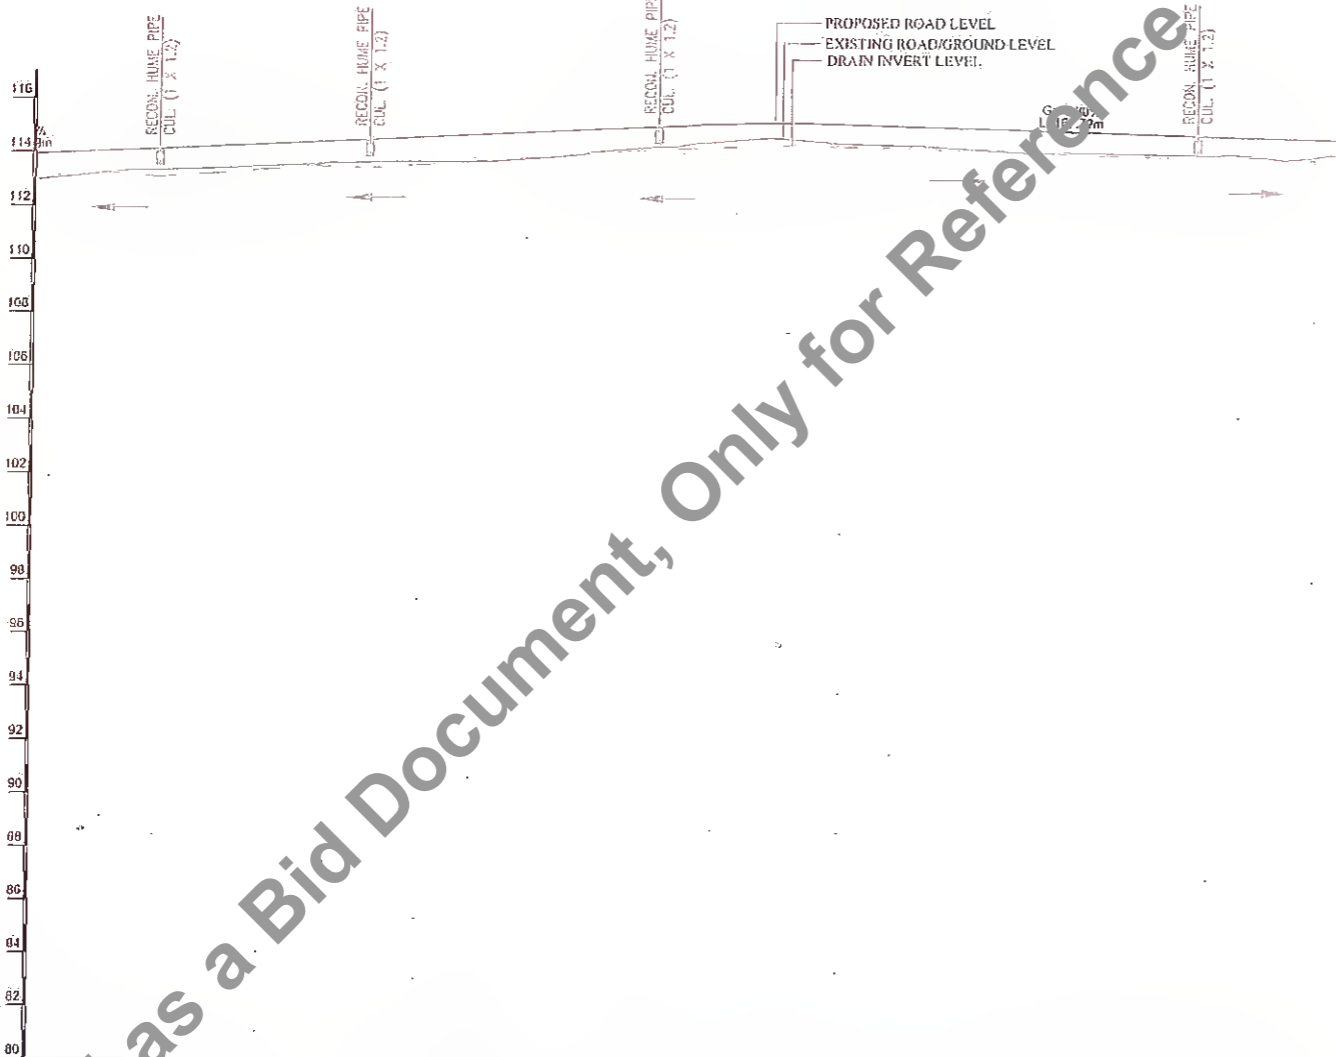 RECON. HUME PIPE
CUL. (1 X 1.2)
RECON. HUME PIPE
CUL. (1 X 1.2)
RECON. HUME PIPE
CUL. (1 X 1.2)
PROPOSED ROAD LEVEL
EXISTING ROAD/GROUND LEVEL
DRAIN INVERT LEVEL
RECON. HUME PIPE
CUL. (1 X 1.2)
116
114
112
110
108
106
104
102
100
98
96
94
92
90
88
86
84
82
80
as a Bid Document, Only for Reference